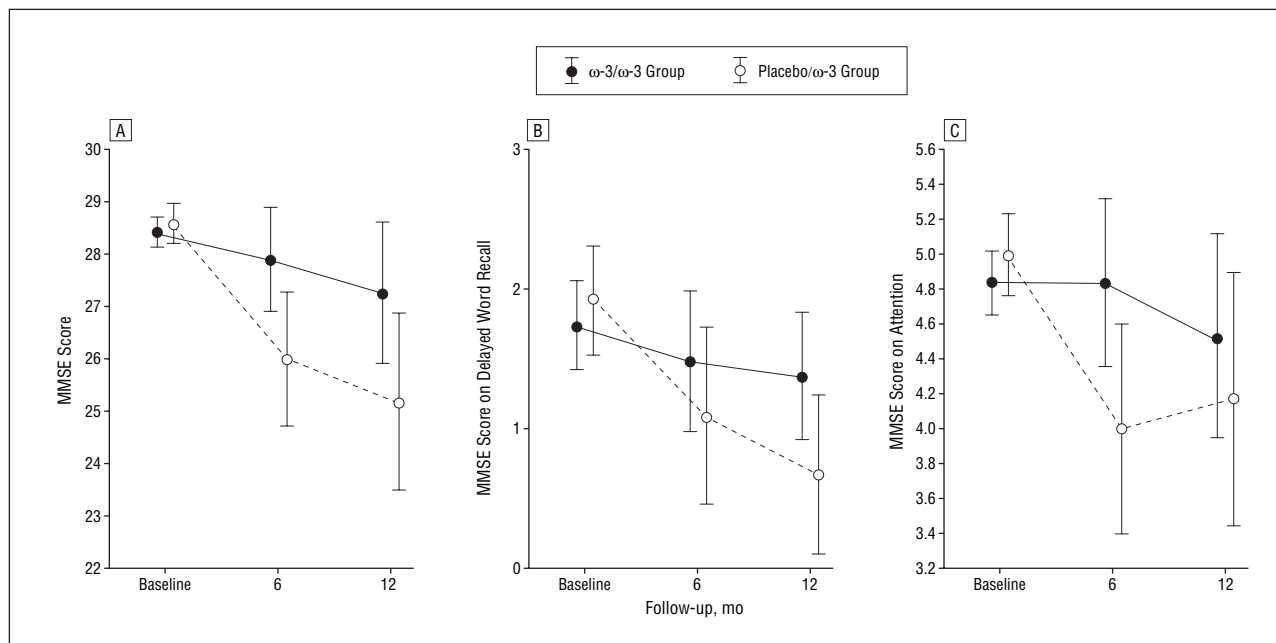 ω-3/ω-3 Group
Placebo/ω-3 Group
A
MMSE Score
30
29
28
27
26
25
24
23
22
Baseline
6
12
B
MMSE Score on Delayed Word Recall
3
2
1
0
Baseline
6
12
Follow-up, mo
C
MMSE Score on Attention
5.6
5.4
5.2
5.0
4.8
4.6
4.4
4.2
4.0
3.8
3.6
3.4
3.2
Baseline
6
12